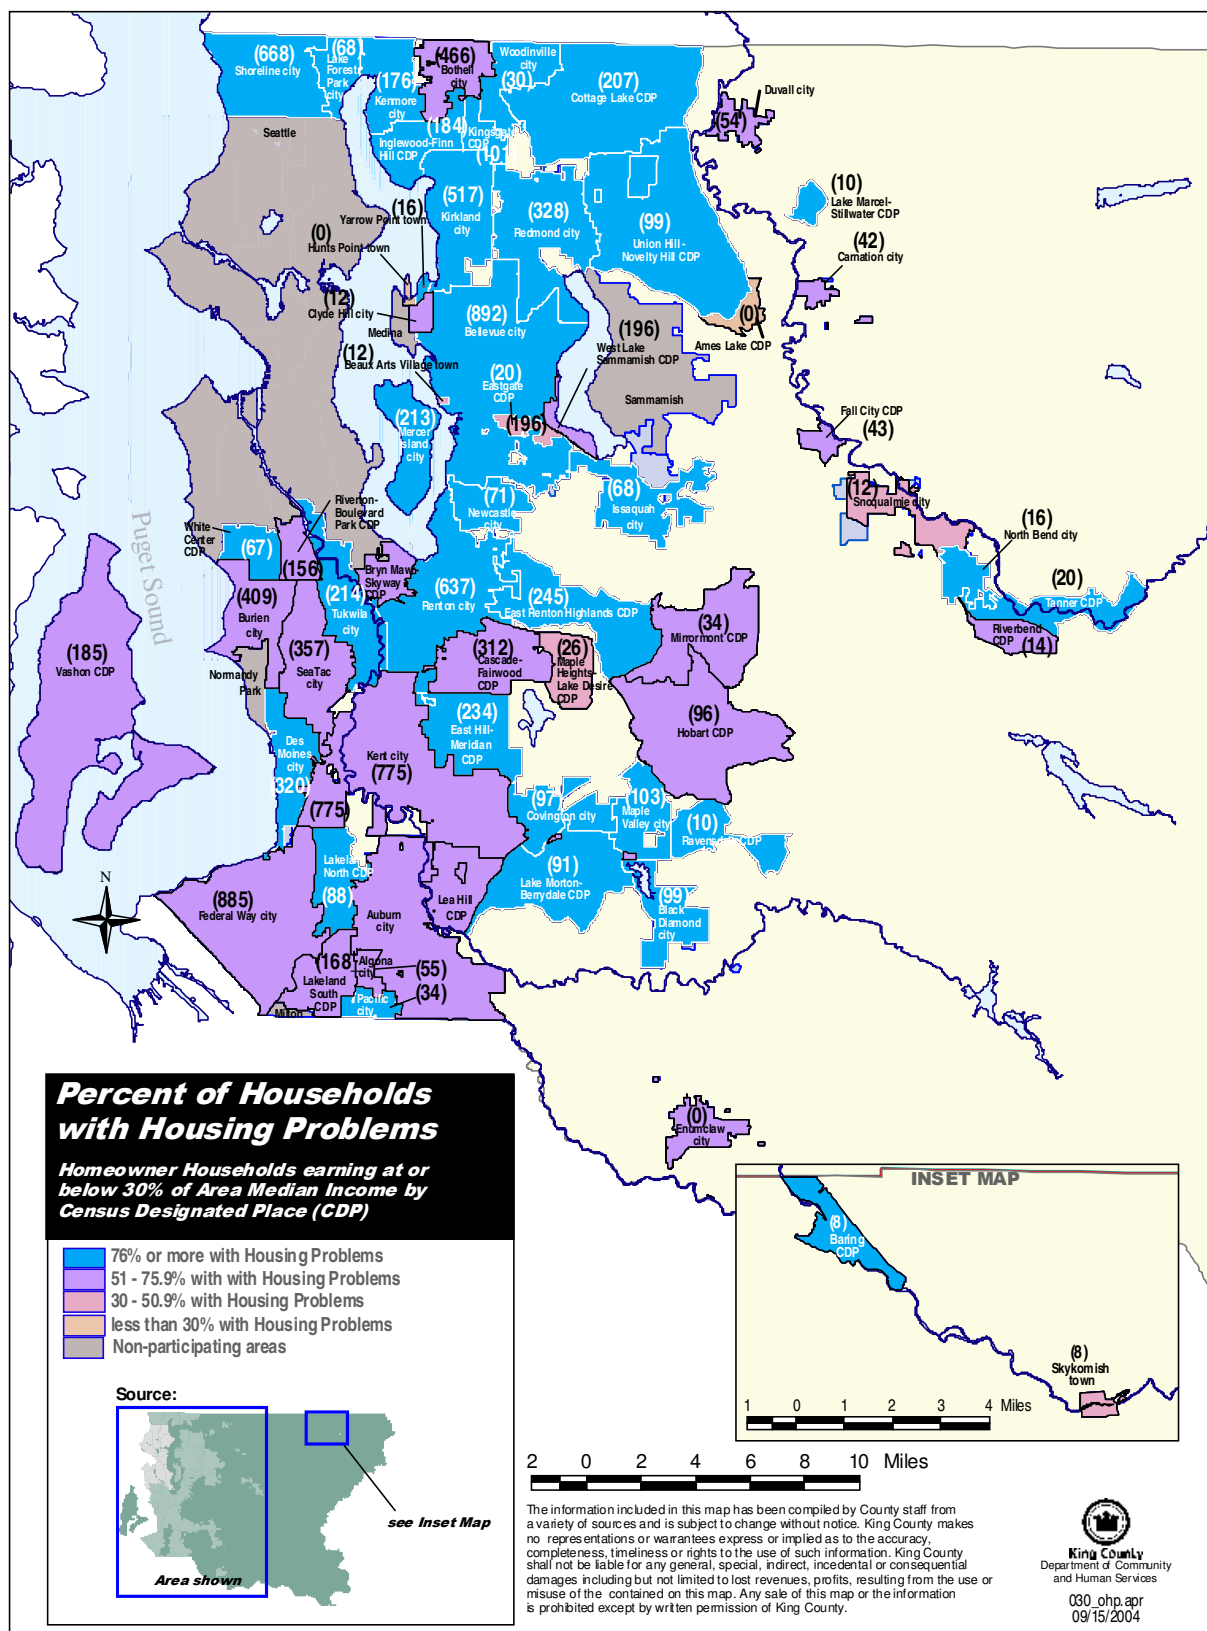 (668)
Shoreline city
(68)
Lake
Forest
Park
city
(176)
Kenmore
city
(466)
Bothell
city
Woodinville
city
(30)
(207)
Cottage Lake CDP
Duvall city
(54)
Seattle
(184)
Inglewood-Finn
Hill CDP
Kingsgate
CDP
(101)
(517)
Kirkland
city
(328)
Redmond city
(99)
Union Hill-
Novelty Hill CDP
(10)
Lake Marcel-
Stillwater CDP
(16)
Yarrow Point town
(0)
Hunts Point town
(42)
Carnation city
(12)
Clyde Hill city
Medina
(892)
Bellevue city
(196)
West Lake
Sammamish CDP
(0)
Ames Lake CDP
(12)
Beaux Arts Village town
(20)
Eastgate
CDP
Sammamish
(213)
Mercer
Island
city
(196)
Fall City CDP
(43)
(71)
Newcastle
city
(68)
Issaquah
city
(12)
Snoqualmie city
(16)
North Bend city
Riverton-
Boulevard
Park CDP
White
Center
CDP
(67)
(156)
Bryn Mawr-
Skyway
CDP
Puget Sound
(409)
Burien
city
(214)
Tukwila
city
(637)
Renton city
(245)
East Renton Highlands CDP
(20)
Tanner CDP
Riverbend
CDP
(14)
(34)
Mirrormont CDP
(185)
Vashon CDP
(357)
SeaTac
city
Normandy
Park
(312)
Cascade-
Fairwood
CDP
(26)
Maple
Heights-
Lake Desire
CDP
(96)
Hobart CDP
(234)
East Hill-
Meridian
CDP
Des
Moines
city
(320)
Kent city
(775)
(775)
(97)
Covington city
(103)
Maple
Valley city
(10)
Ravensdale CDP
Lakeland
North CDP
(88)
(91)
Lake Morton-
Berrydale CDP
Lea Hill
CDP
(99)
Black
Diamond
city
(885)
Federal Way city
Auburn
city
N
(168)
Lakeland
South
CDP
Algona
city
(55)
(34)
Pacific
city
Milton
(0)
Enumclaw
city
Percent of Households
with Housing Problems
Homeowner Households earning at or
below 30% of Area Median Income by
Census Designated Place (CDP)
76% or more with Housing Problems
51 - 75.9% with with Housing Problems
30 - 50.9% with Housing Problems
less than 30% with Housing Problems
Non-participating areas
Source:
see Inset Map
Area shown
INSET MAP
(8)
Baring
CDP
(8)
Skykomish
town
1 0 1 2 3 4 Miles
2 0 2 4 6 8 10 Miles
The information included in this map has been compiled by County staff from
a variety of sources and is subject to change without notice. King County makes
no representations or warrantees express or implied as to the accuracy,
completeness, timeliness or rights to the use of such information. King County
shall not be liable for any general, special, indirect, incedental or consequential
damages including but not limited to lost revenues, profits, resulting from the use or
misuse of the contained on this map. Any sale of this map or the information
is prohibited except by written permission of King County.
King County
Department of Community
and Human Services
030_ohp.apr
09/15/2004